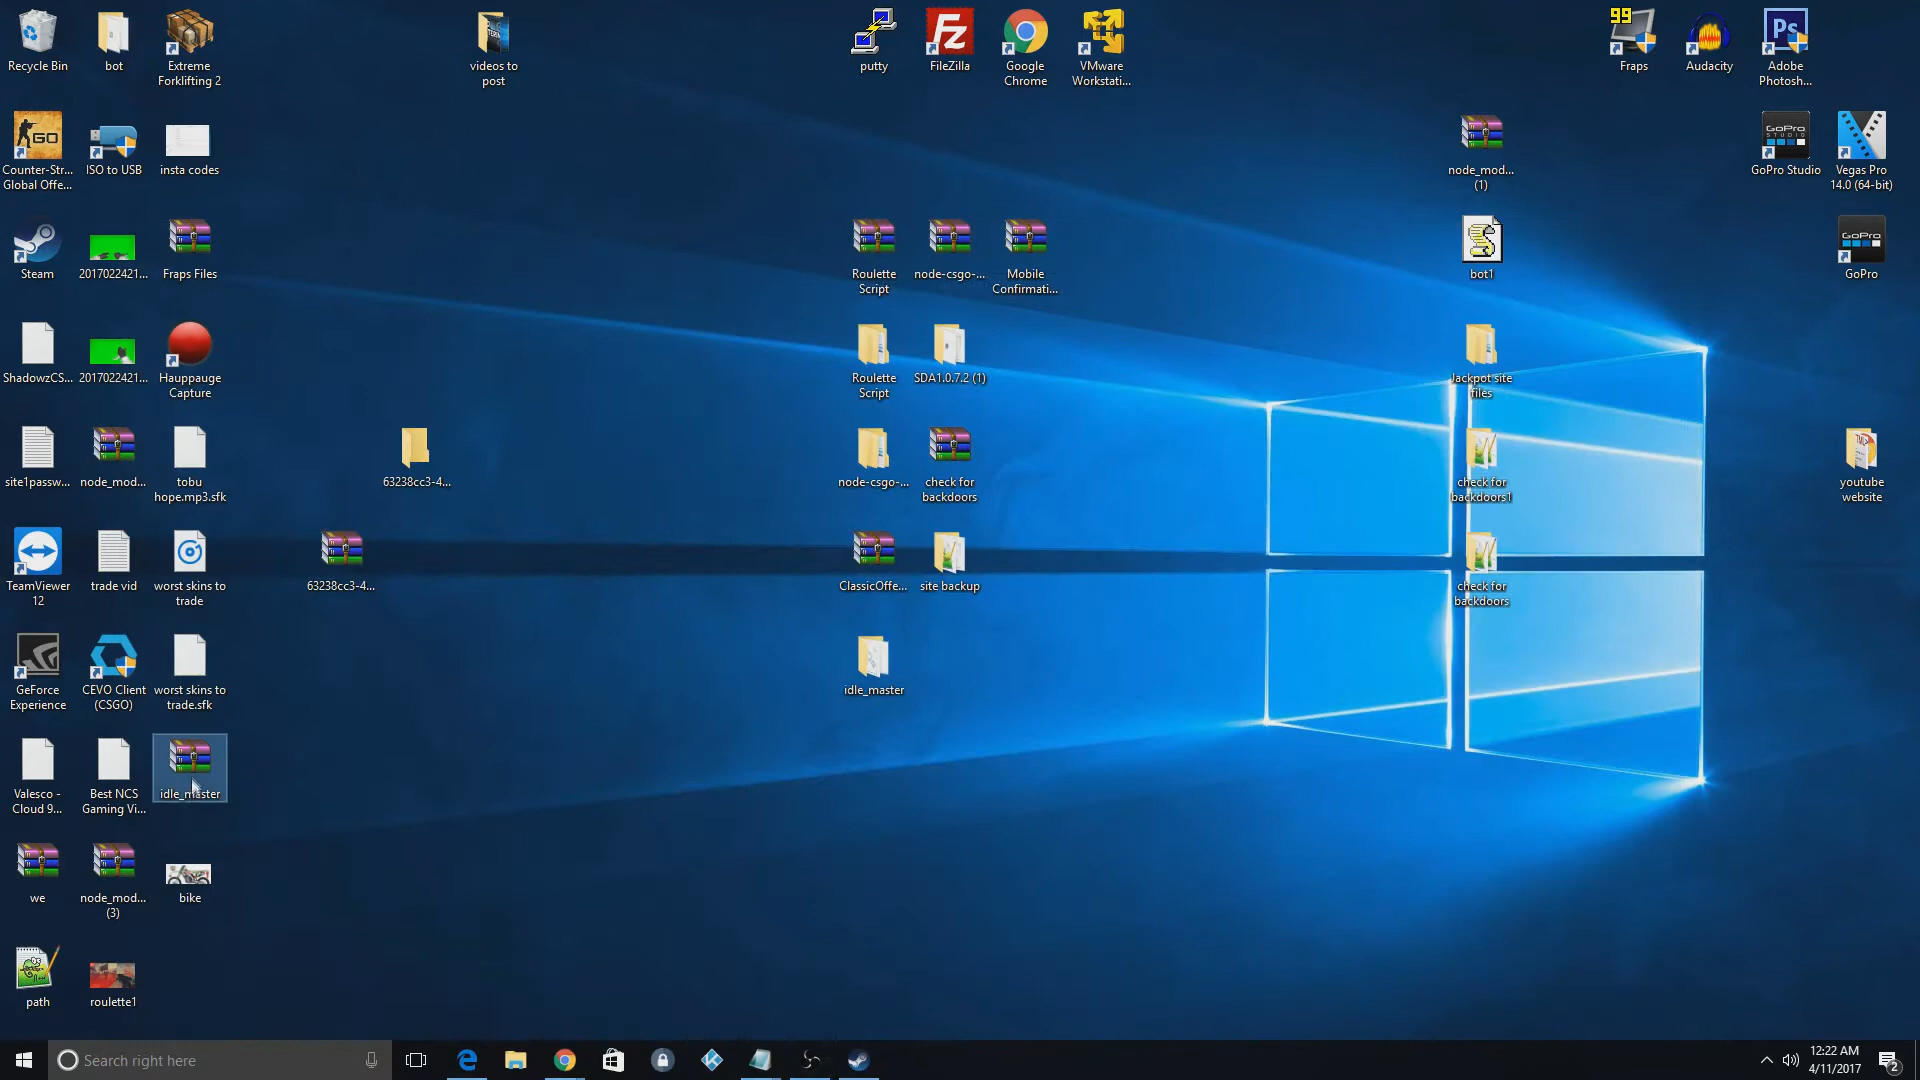 Recycle Bin
bot
Extreme
Forklifting 2
videos to
post
putty
FileZilla
Google
Chrome
VMware
Workstati...
99
Fraps
Audacity
Adobe
Photosh...
Counter-Str...
Global Offe...
ISO to USB
insta codes
node_mod...
(1)
GoPro Studio
Vegas Pro
14.0 (64-bit)
Steam
2017022421...
Fraps Files
Roulette
Script
node-csgo-...
Mobile
Confirmati...
bot1
GoPro
ShadowzCS...
2017022421...
Hauppauge
Capture
Roulette
Script
SDA1.0.7.2 (1)
Jackpot site
files
site1passw...
node_mod...
tobu
hope.mp3.sfk
63238cc3-4...
node-csgo-...
check for
backdoors
check for
backdoors1
youtube
website
TeamViewer
12
trade vid
worst skins to
trade
63238cc3-4...
ClassicOffe...
site backup
check for
backdoors
GeForce
Experience
CEVO Client
(CSGO)
worst skins to
trade.sfk
idle_master
Valesco -
Cloud 9...
Best NCS
Gaming Vi...
idle_master
we
node_mod...
(3)
bike
path
roulette1
Search right here
12:22 AM
4/11/2017
2